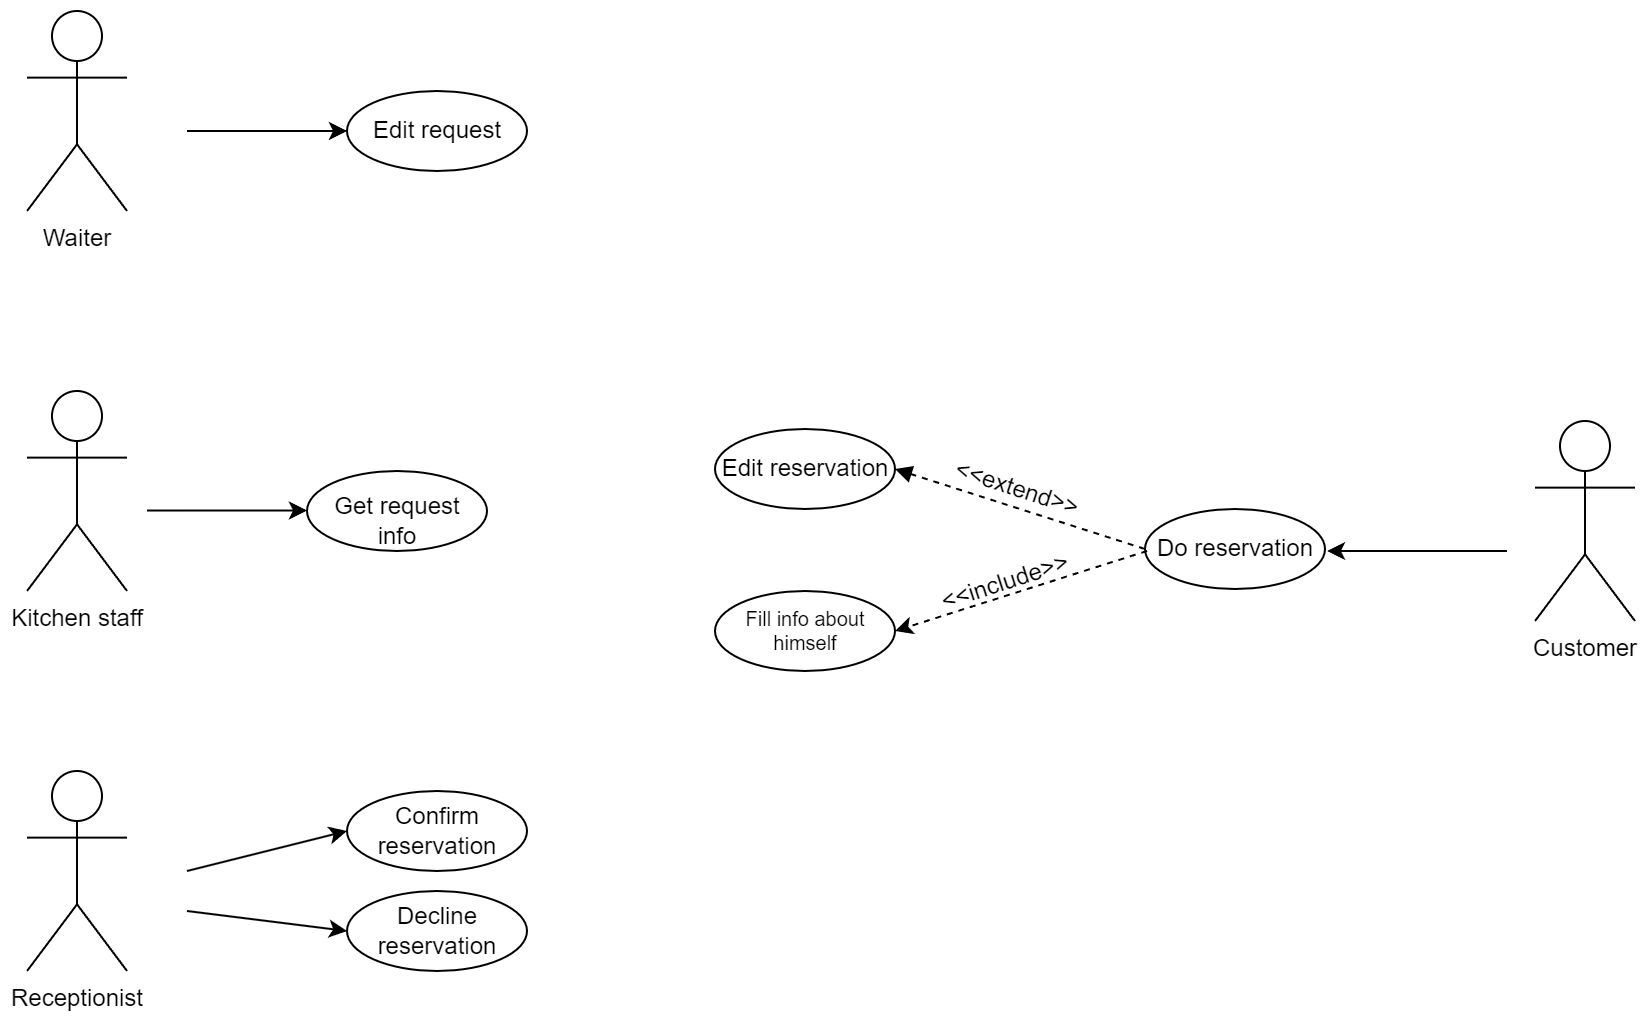 Edit request
Waiter
Get request
info
Kitchen staff
Confirm
reservation
Decline
reservation
Receptionist
Edit reservation
<<extend>>
Do reservation
<<include>>
Fill info about
himself
Customer